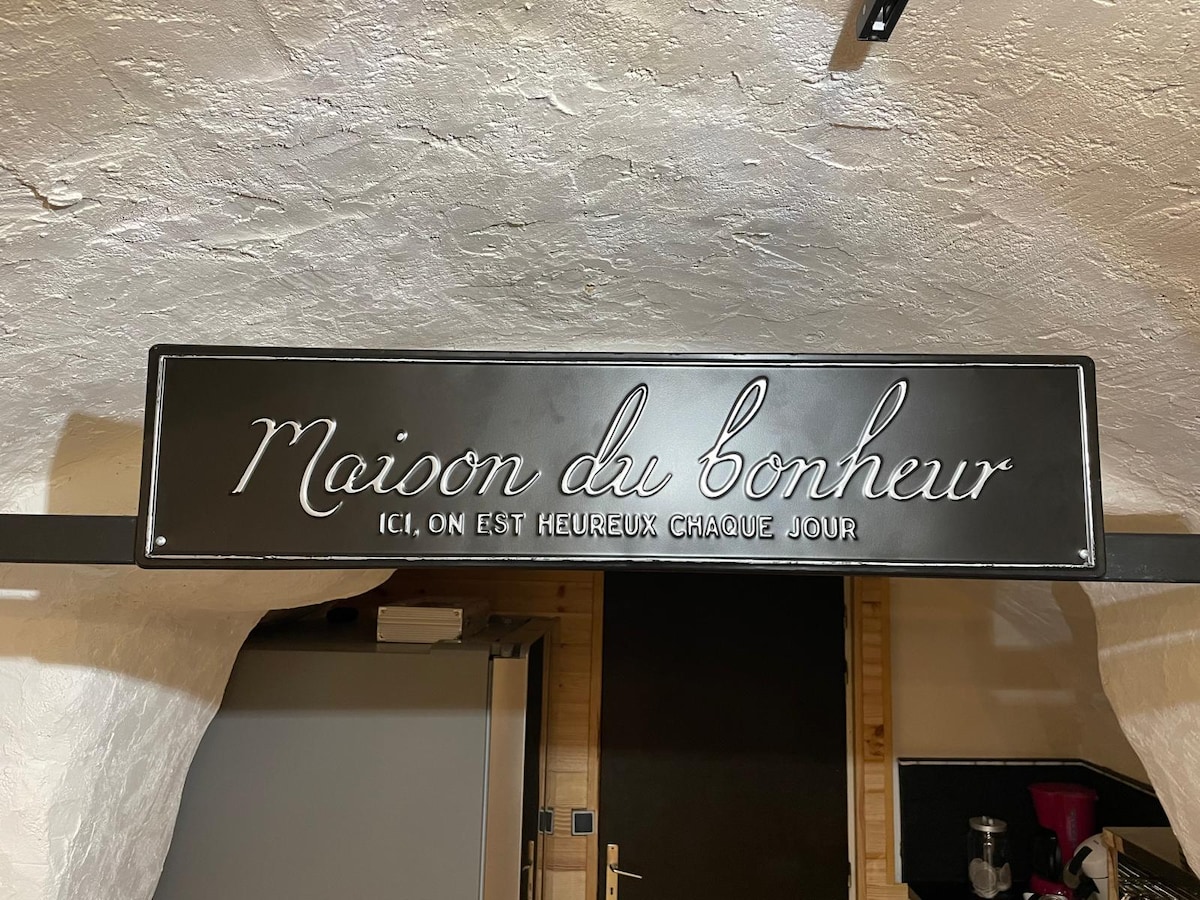 Maison du bonheur
ICI, ON EST HEUREUX CHAQUE JOUR